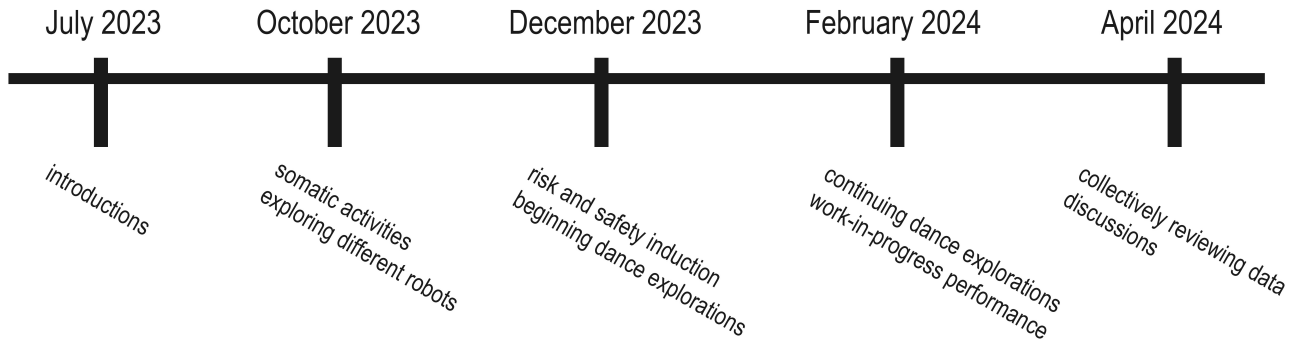 July 2023
October 2023
December 2023
February 2024
April 2024
introductions
somatic activities
exploring different robots
risk and safety induction
beginning dance explorations
continuing dance explorations
work-in-progress performance
collectively reviewing data
discussions